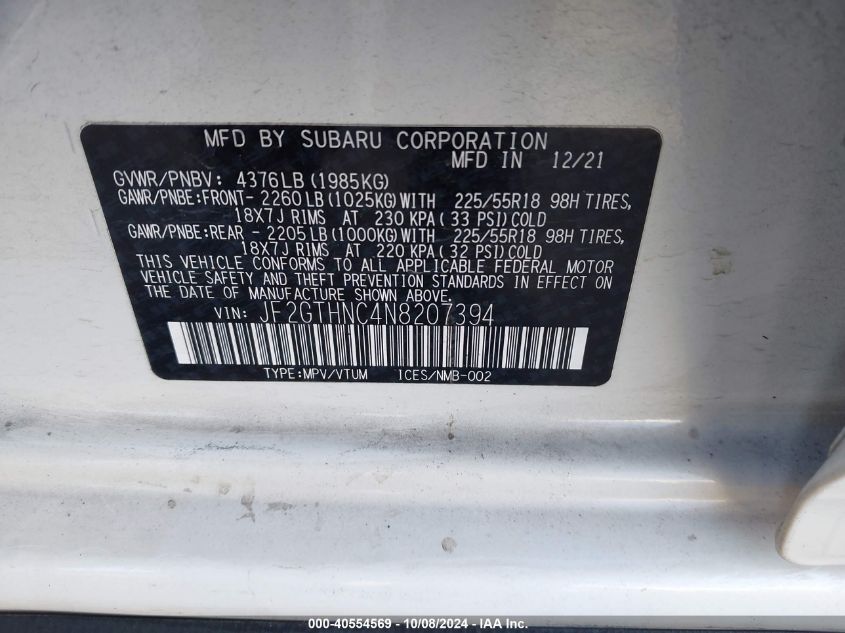 MFD BY SUBARU CORPORATION
MFD IN 12/21
GVWR/PNBV: 4376LB(1985KG)
GAWR/PNBE:FRONT- 2260LB(1025KG)WITH 225/55R18 98H TIRES,
18X7J RIMS AT 230 KPA(33 PSI)COLD
GAWR/PNBE:REAR - 2205LB(1000KG)WITH 225/55R18 98H TIRES,
18X7J RIMS AT 220 KPA(32 PSI)COLD
THIS VEHICLE CONFORMS TO ALL APPLICABLE FEDERAL MOTOR
VEHICLE SAFETY AND THEFT PREVENTION STANDARDS IN EFFECT ON
THE DATE OF MANUFACTURE SHOWN ABOVE.
VIN: JF2GTHNC4N8207394
TYPE:MPV/VTUM ICES/NMB-002
000-40554569 - 10/08/2024 - IAA Inc.